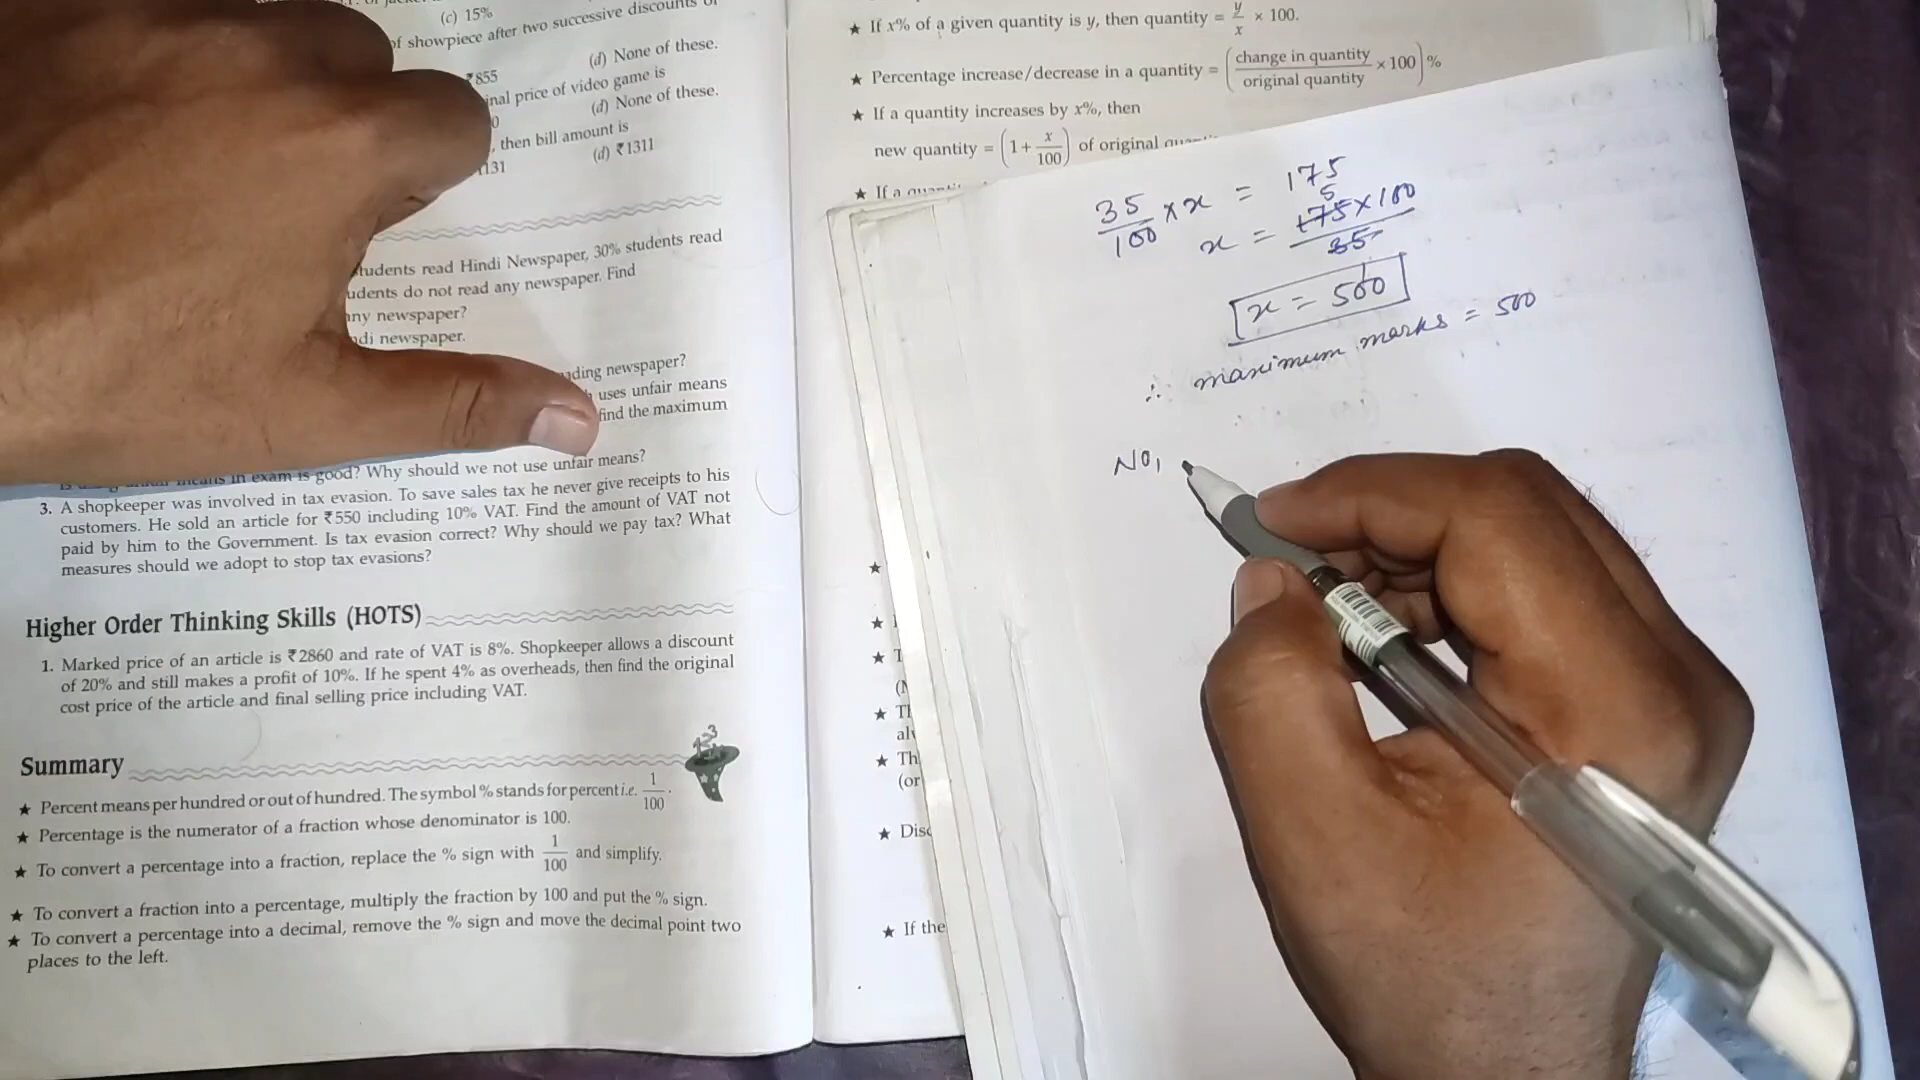 (c) 15%
of showpiece after two successive discounts of
(d) None of these.
₹855
inal price of video game is
0 (d) None of these.
, then bill amount is
131 (d) ₹1311
tudents read Hindi Newspaper, 30% students read
udents do not read any newspaper. Find
any newspaper?
di newspaper.
ading newspaper?
uses unfair means
find the maximum
in exam is good? Why should we not use unfair means?
3. A shopkeeper was involved in tax evasion. To save sales tax he never give receipts to his
customers. He sold an article for ₹550 including 10% VAT. Find the amount of VAT not
paid by him to the Government. Is tax evasion correct? Why should we pay tax? What
measures should we adopt to stop tax evasions?
Higher Order Thinking Skills (HOTS)
1. Marked price of an article is ₹2860 and rate of VAT is 8%. Shopkeeper allows a discount
of 20% and still makes a profit of 10%. If he spent 4% as overheads, then find the original
cost price of the article and final selling price including VAT.
Summary
★ Percent means per hundred or out of hundred. The symbol % stands for percent i.e. 1/100.
★ Percentage is the numerator of a fraction whose denominator is 100.
★ To convert a percentage into a fraction, replace the % sign with 1/100 and simplify.
★ To convert a fraction into a percentage, multiply the fraction by 100 and put the % sign.
★ To convert a percentage into a decimal, remove the % sign and move the decimal point two
places to the left.
★ If x% of a given quantity is y, then quantity = y/x × 100.
★ Percentage increase/decrease in a quantity = (change in quantity/original quantity × 100)%
★ If a quantity increases by x%, then
new quantity = (1 + x/100) of original
★ If a
★ T
★ Th
(or
★ Disc
★ If the
35/100 × x = 175
x = 175 × 100/35
5
1
x = 500
∴ maximum marks = 500
NO,